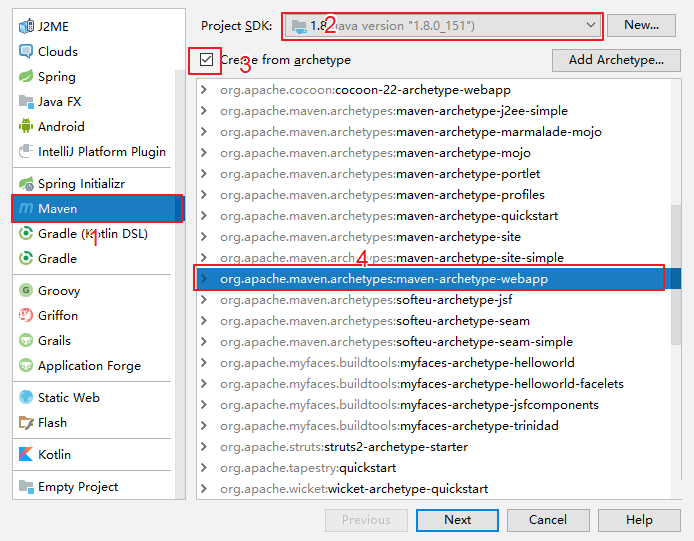 J2ME
Clouds
Spring
Java FX
Android
IntelliJ Platform Plugin
Spring Initializr
Maven
1
Gradle (Kotlin DSL)
Gradle
Groovy
Griffon
Grails
Application Forge
Static Web
Flash
Kotlin
Empty Project
Project SDK: 1.8 (java version "1.8.0_151") New...
2
3
Create from archetype Add Archetype...
org.apache.cocoon:cocoon-22-archetype-webapp
org.apache.maven.archetypes:maven-archetype-j2ee-simple
org.apache.maven.archetypes:maven-archetype-marmalade-mojo
org.apache.maven.archetypes:maven-archetype-mojo
org.apache.maven.archetypes:maven-archetype-portlet
org.apache.maven.archetypes:maven-archetype-profiles
org.apache.maven.archetypes:maven-archetype-quickstart
org.apache.maven.archetypes:maven-archetype-site
org.apache.maven.archetypes:maven-archetype-site-simple
4
org.apache.maven.archetypes:maven-archetype-webapp
org.apache.maven.archetypes:softeu-archetype-jsf
org.apache.maven.archetypes:softeu-archetype-seam
org.apache.maven.archetypes:softeu-archetype-seam-simple
org.apache.myfaces.buildtools:myfaces-archetype-helloworld
org.apache.myfaces.buildtools:myfaces-archetype-helloworld-facelets
org.apache.myfaces.buildtools:myfaces-archetype-jsfcomponents
org.apache.myfaces.buildtools:myfaces-archetype-trinidad
org.apache.struts:struts2-archetype-starter
org.apache.tapestry:quickstart
org.apache.wicket:wicket-archetype-quickstart
Previous Next Cancel Help